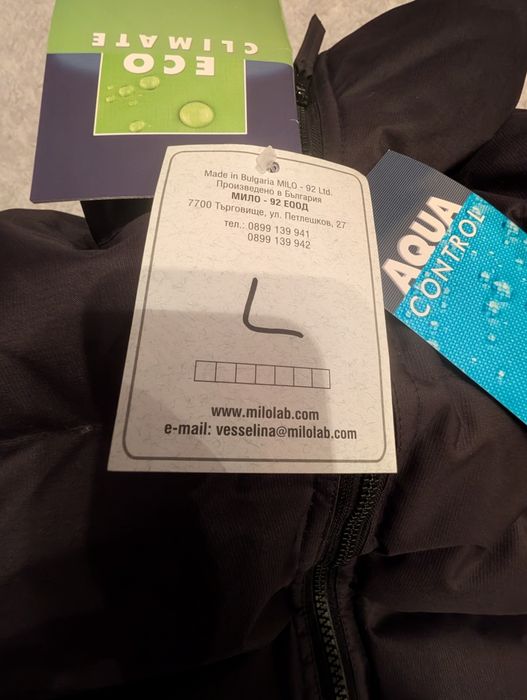 ECO
CLIMATE
Made in Bulgaria MILO - 92 Ltd.
Произведено в България
МИЛО - 92 ЕООД
7700 Търговище, ул. Петлешков, 27
тел.: 0899 139 941
0899 139 942
L
www.milolab.com
e-mail: vesselina@milolab.com
AQUA
CONTROL